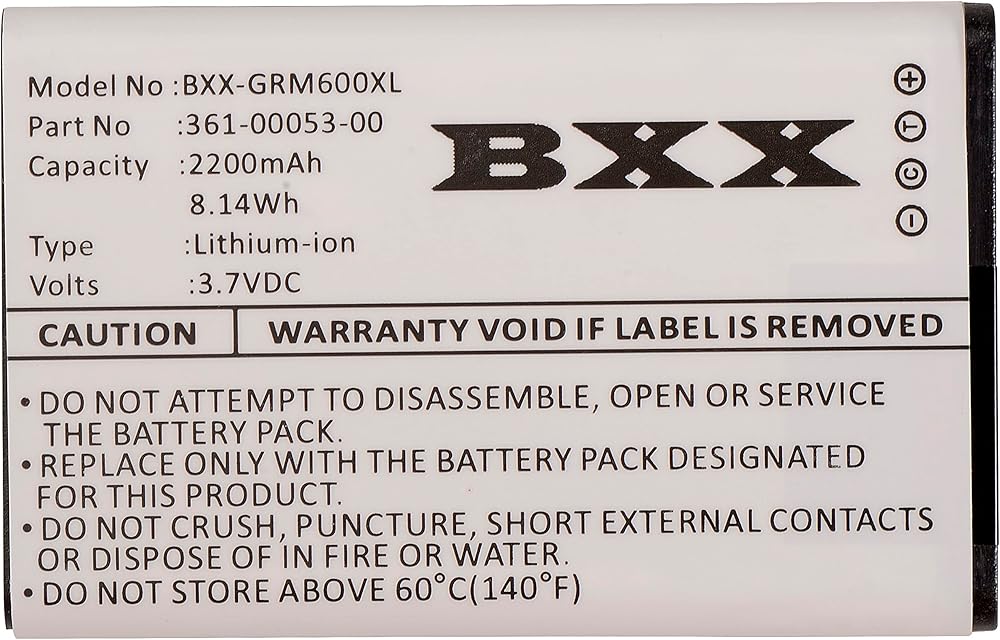 Model No :BXX-GRM600XL
Part No :361-00053-00
Capacity :2200mAh
8.14Wh
Type :Lithium-ion
Volts :3.7VDC
BXX
+
T
C
-
CAUTION WARRANTY VOID IF LABEL IS REMOVED
• DO NOT ATTEMPT TO DISASSEMBLE, OPEN OR SERVICE
THE BATTERY PACK.
• REPLACE ONLY WITH THE BATTERY PACK DESIGNATED
FOR THIS PRODUCT.
• DO NOT CRUSH, PUNCTURE, SHORT EXTERNAL CONTACTS
OR DISPOSE OF IN FIRE OR WATER.
• DO NOT STORE ABOVE 60°C(140°F)